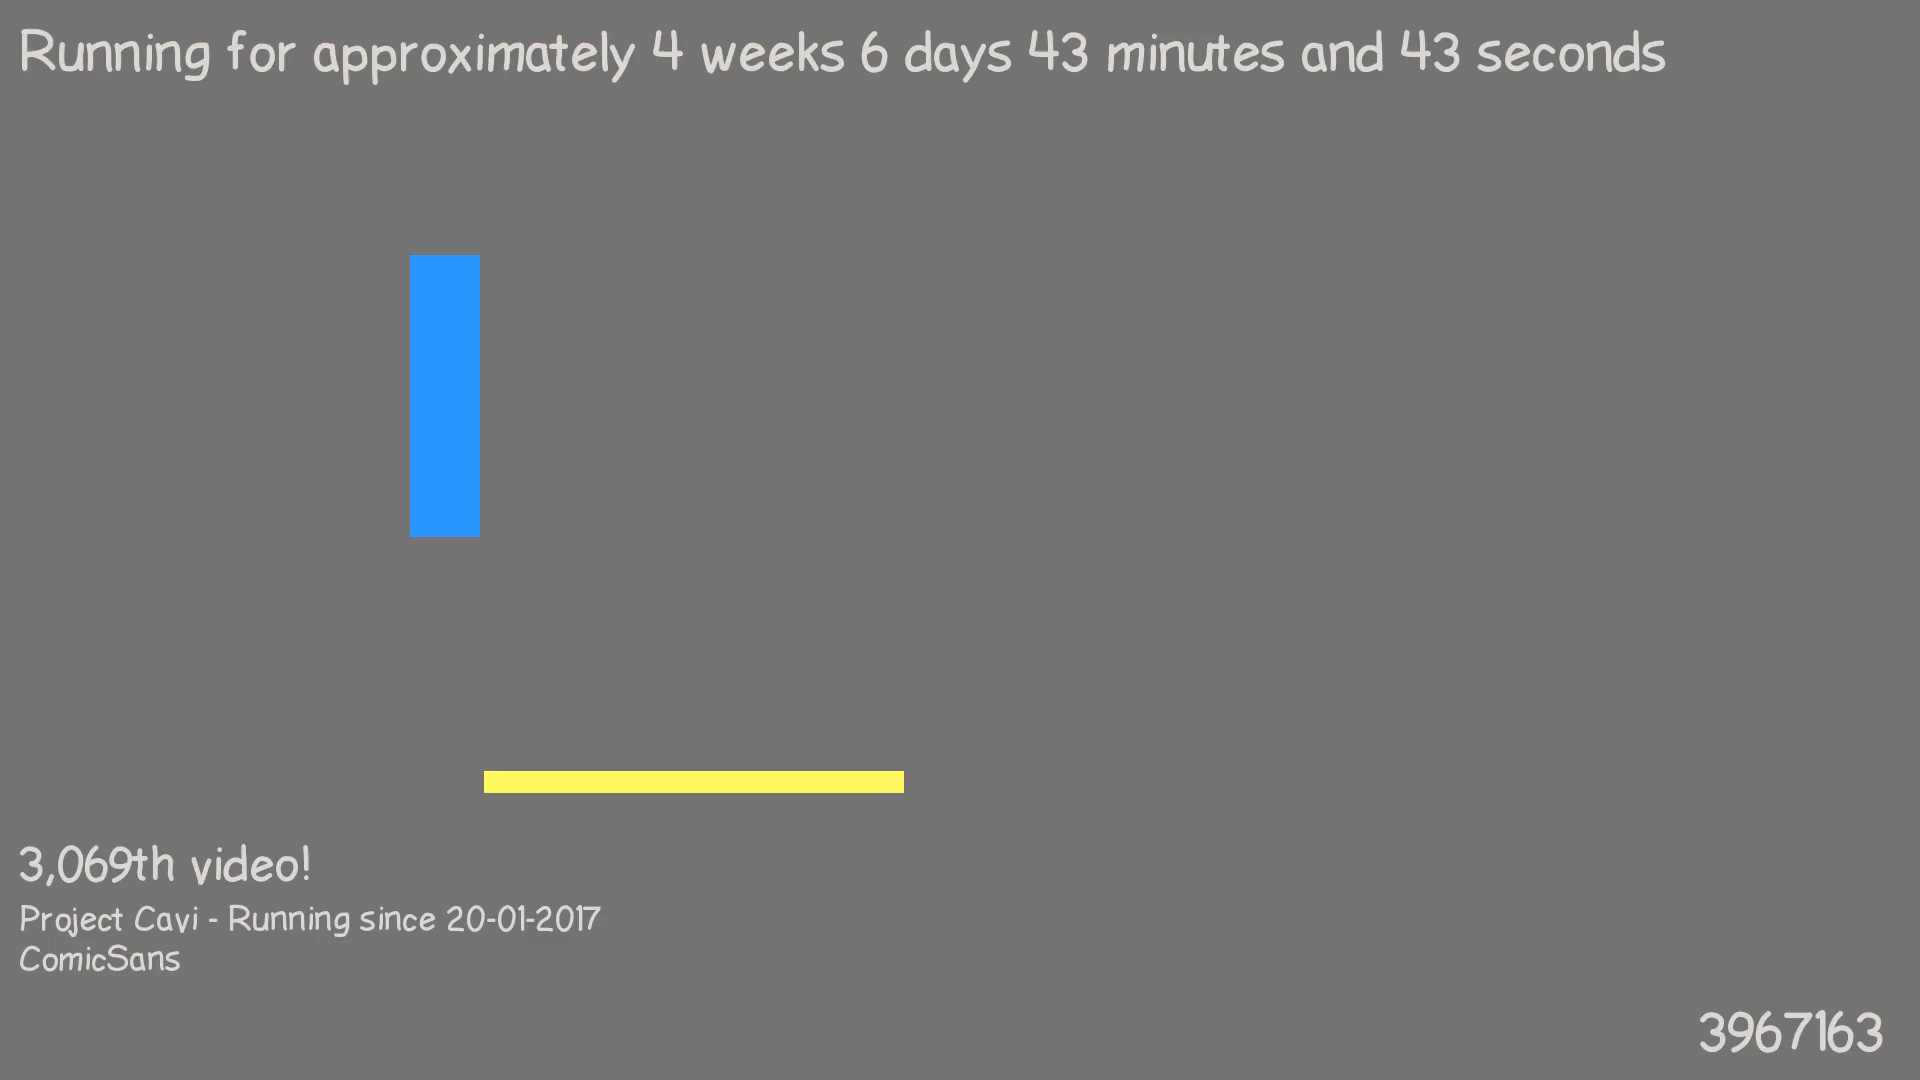 Running for approximately 4 weeks 6 days 43 minutes and 43 seconds
3,069th video!
Project Cavi - Running since 20-01-2017
ComicSans
3967163